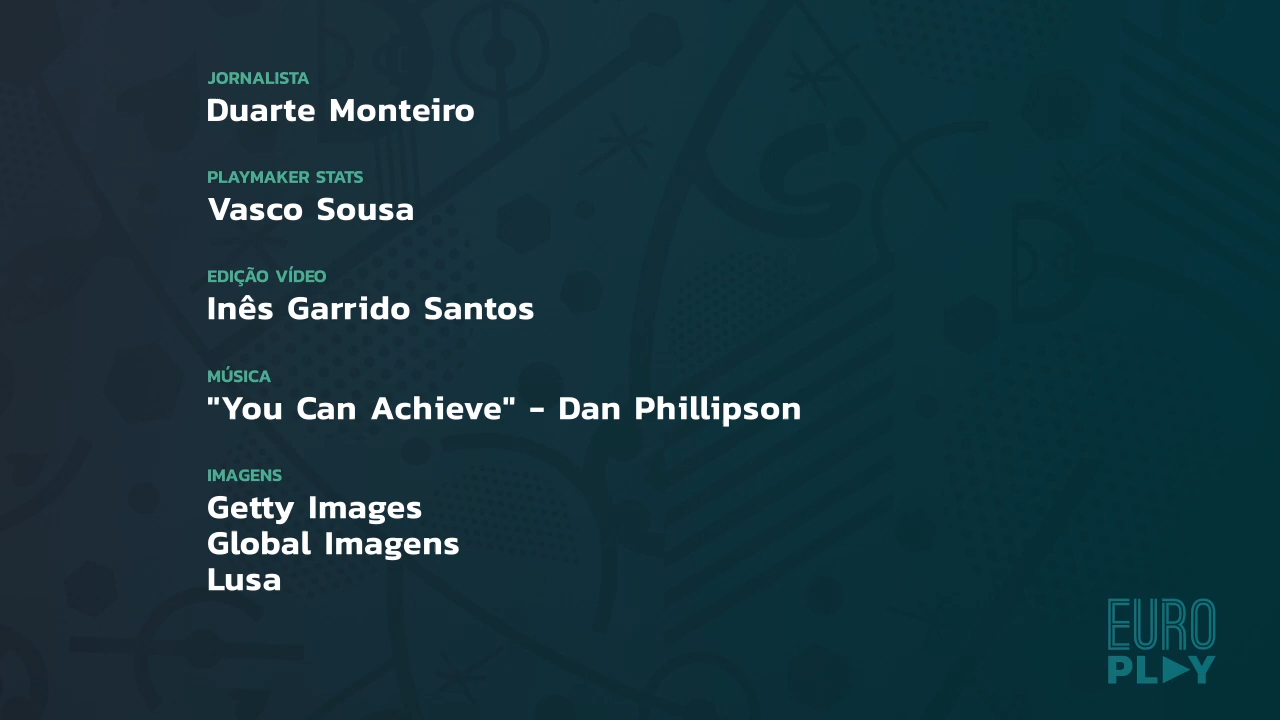 JORNALISTA
Duarte Monteiro
PLAYMAKER STATS
Vasco Sousa
EDIÇÃO VÍDEO
Inês Garrido Santos
MÚSICA
"You Can Achieve" - Dan Phillipson
IMAGENS
Getty Images
Global Imagens
Lusa
EURO
PLAY